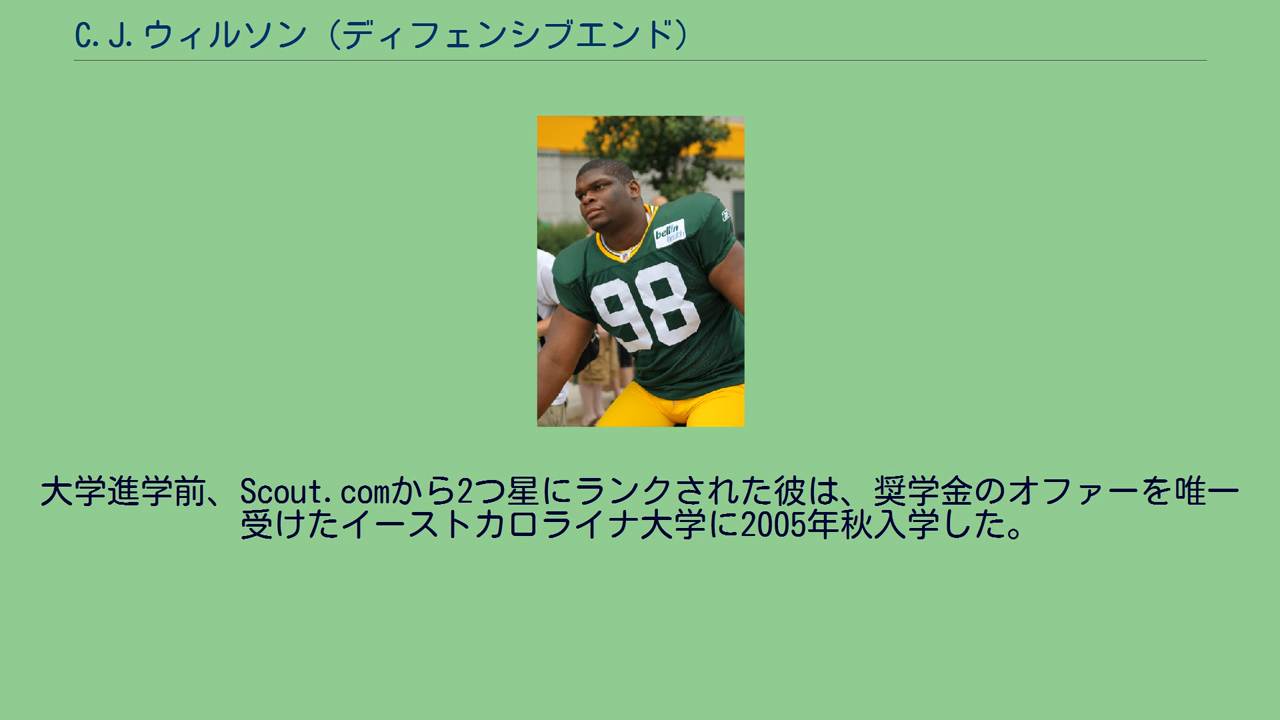 C.J.ウィルソン（ディフェンシブエンド）
bellin
health
98
大学進学前、Scout.comから2つ星にランクされた彼は、奨学金のオファーを唯一
受けたイーストカロライナ大学に2005年秋入学した。